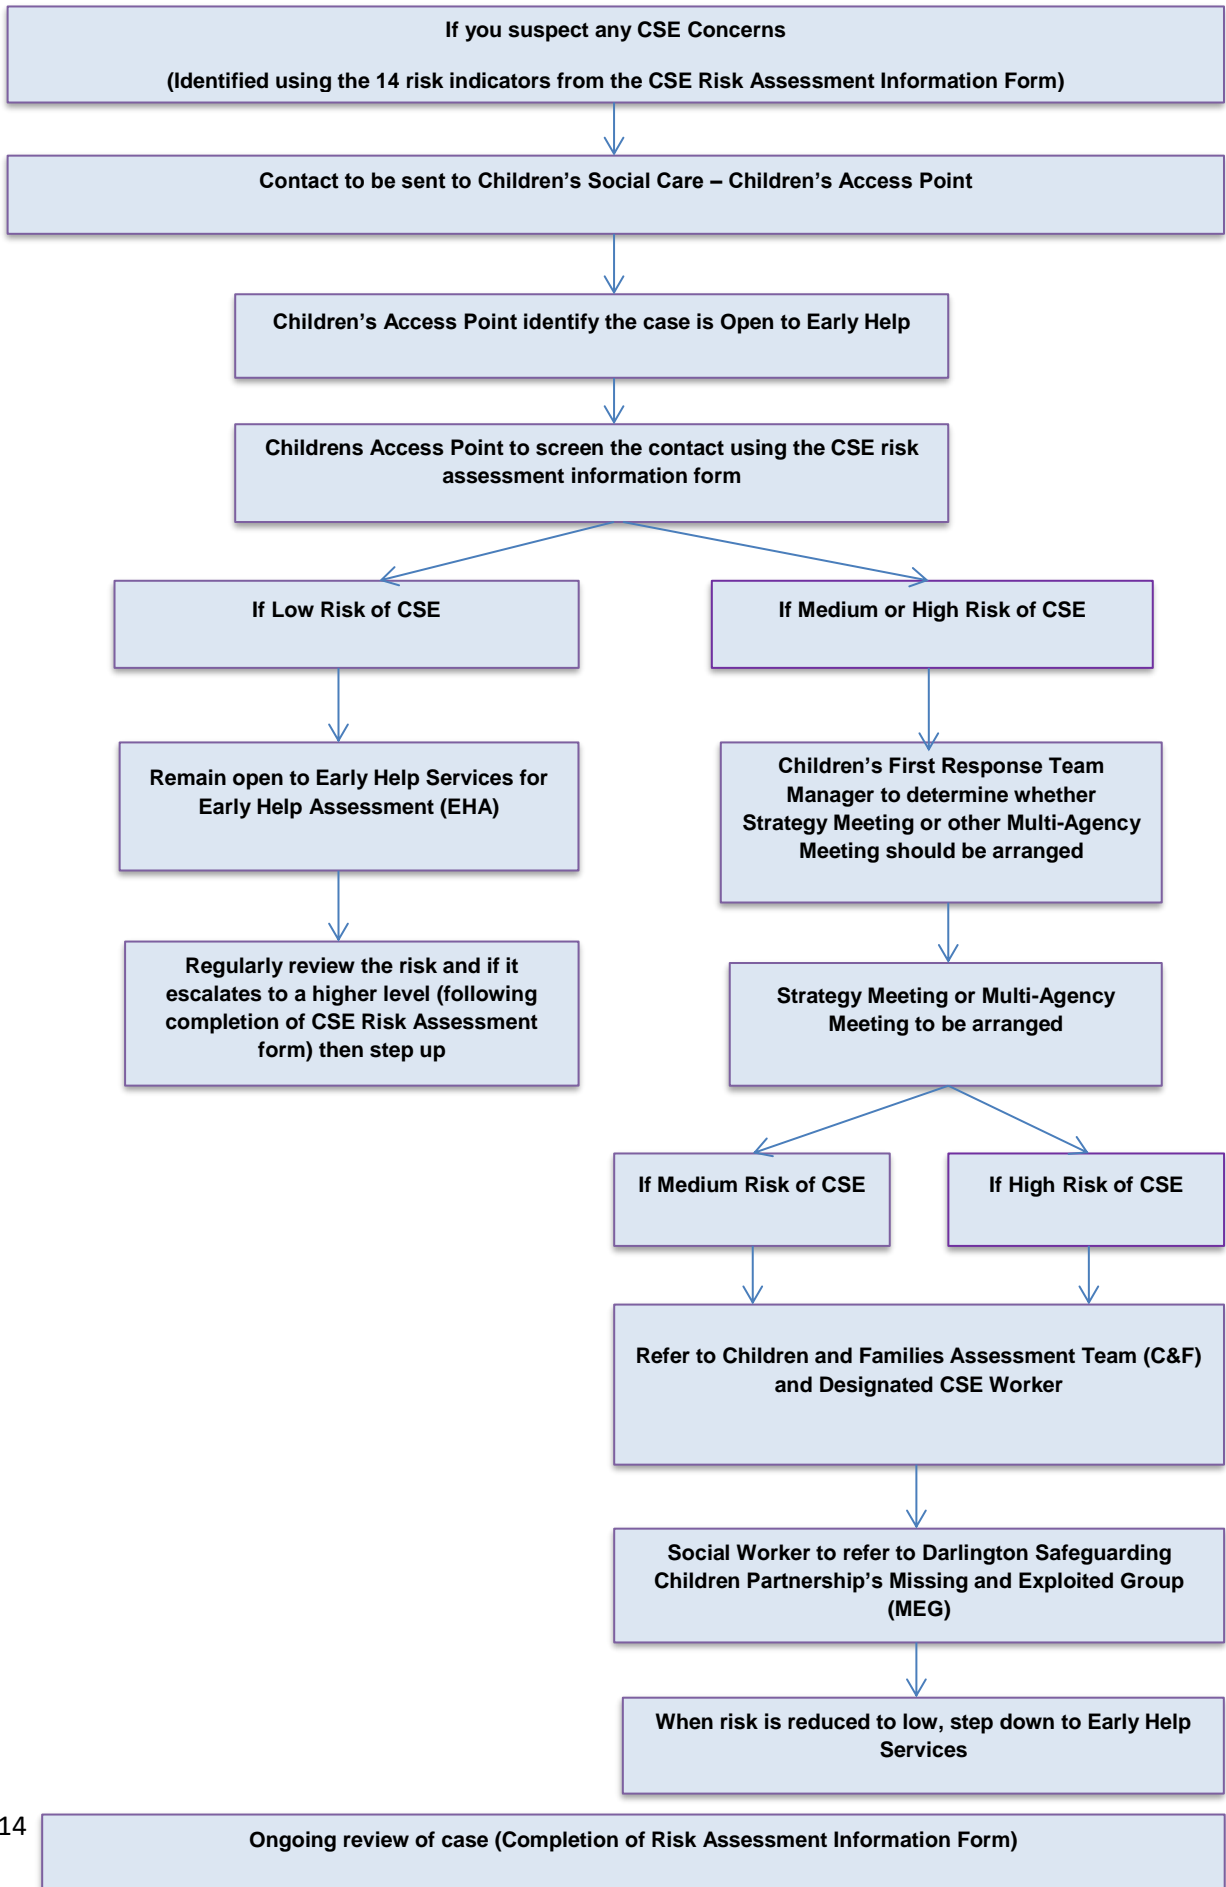 If you suspect any CSE Concerns
(Identified using the 14 risk indicators from the CSE Risk Assessment Information Form)
Contact to be sent to Children’s Social Care – Children’s Access Point
Children’s Access Point identify the case is Open to Early Help
Childrens Access Point to screen the contact using the CSE risk
assessment information form
If Low Risk of CSE
If Medium or High Risk of CSE
Remain open to Early Help Services for
Early Help Assessment (EHA)
Children’s First Response Team
Manager to determine whether
Strategy Meeting or other Multi-Agency
Meeting should be arranged
Regularly review the risk and if it
escalates to a higher level (following
completion of CSE Risk Assessment
form) then step up
Strategy Meeting or Multi-Agency
Meeting to be arranged
If Medium Risk of CSE
If High Risk of CSE
Refer to Children and Families Assessment Team (C&F)
and Designated CSE Worker
Social Worker to refer to Darlington Safeguarding
Children Partnership’s Missing and Exploited Group
(MEG)
When risk is reduced to low, step down to Early Help
Services
14
Ongoing review of case (Completion of Risk Assessment Information Form)